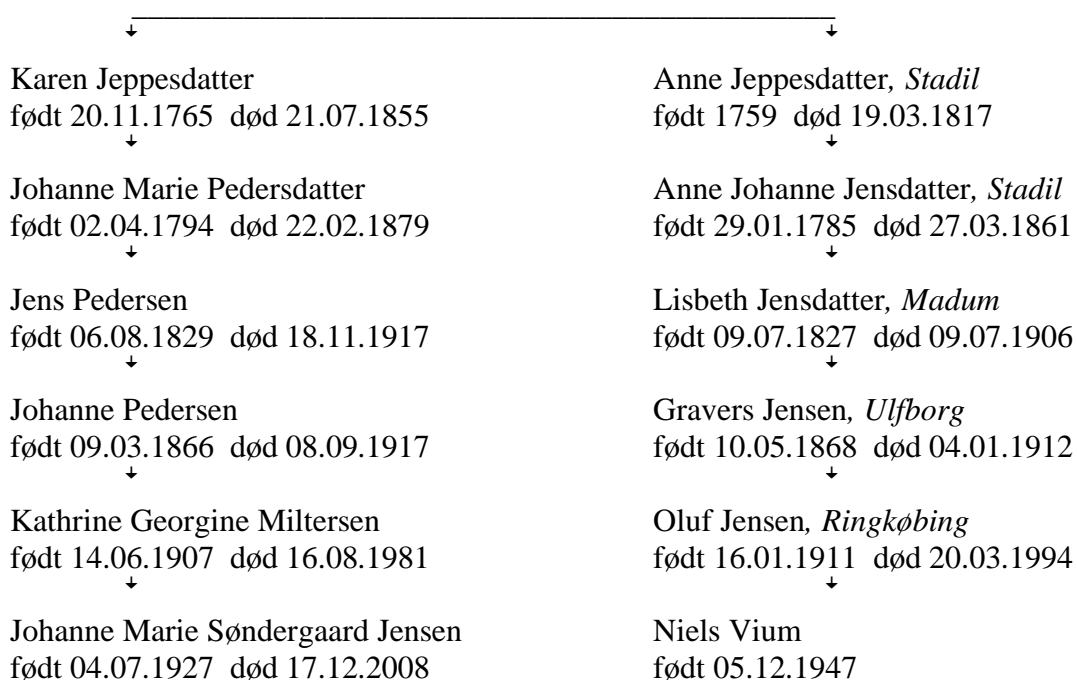 Karen Jeppesdatter
født 20.11.1765 død 21.07.1855
Johanne Marie Pedersdatter
født 02.04.1794 død 22.02.1879
Jens Pedersen
født 06.08.1829 død 18.11.1917
Johanne Pedersen
født 09.03.1866 død 08.09.1917
Kathrine Georgine Miltersen
født 14.06.1907 død 16.08.1981
Johanne Marie Søndergaard Jensen
født 04.07.1927 død 17.12.2008
Anne Jeppesdatter, Stadil
født 1759 død 19.03.1817
Anne Johanne Jensdatter, Stadil
født 29.01.1785 død 27.03.1861
Lisbeth Jensdatter, Madum
født 09.07.1827 død 09.07.1906
Gravers Jensen, Ulfborg
født 10.05.1868 død 04.01.1912
Oluf Jensen, Ringkøbing
født 16.01.1911 død 20.03.1994
Niels Vium
født 05.12.1947